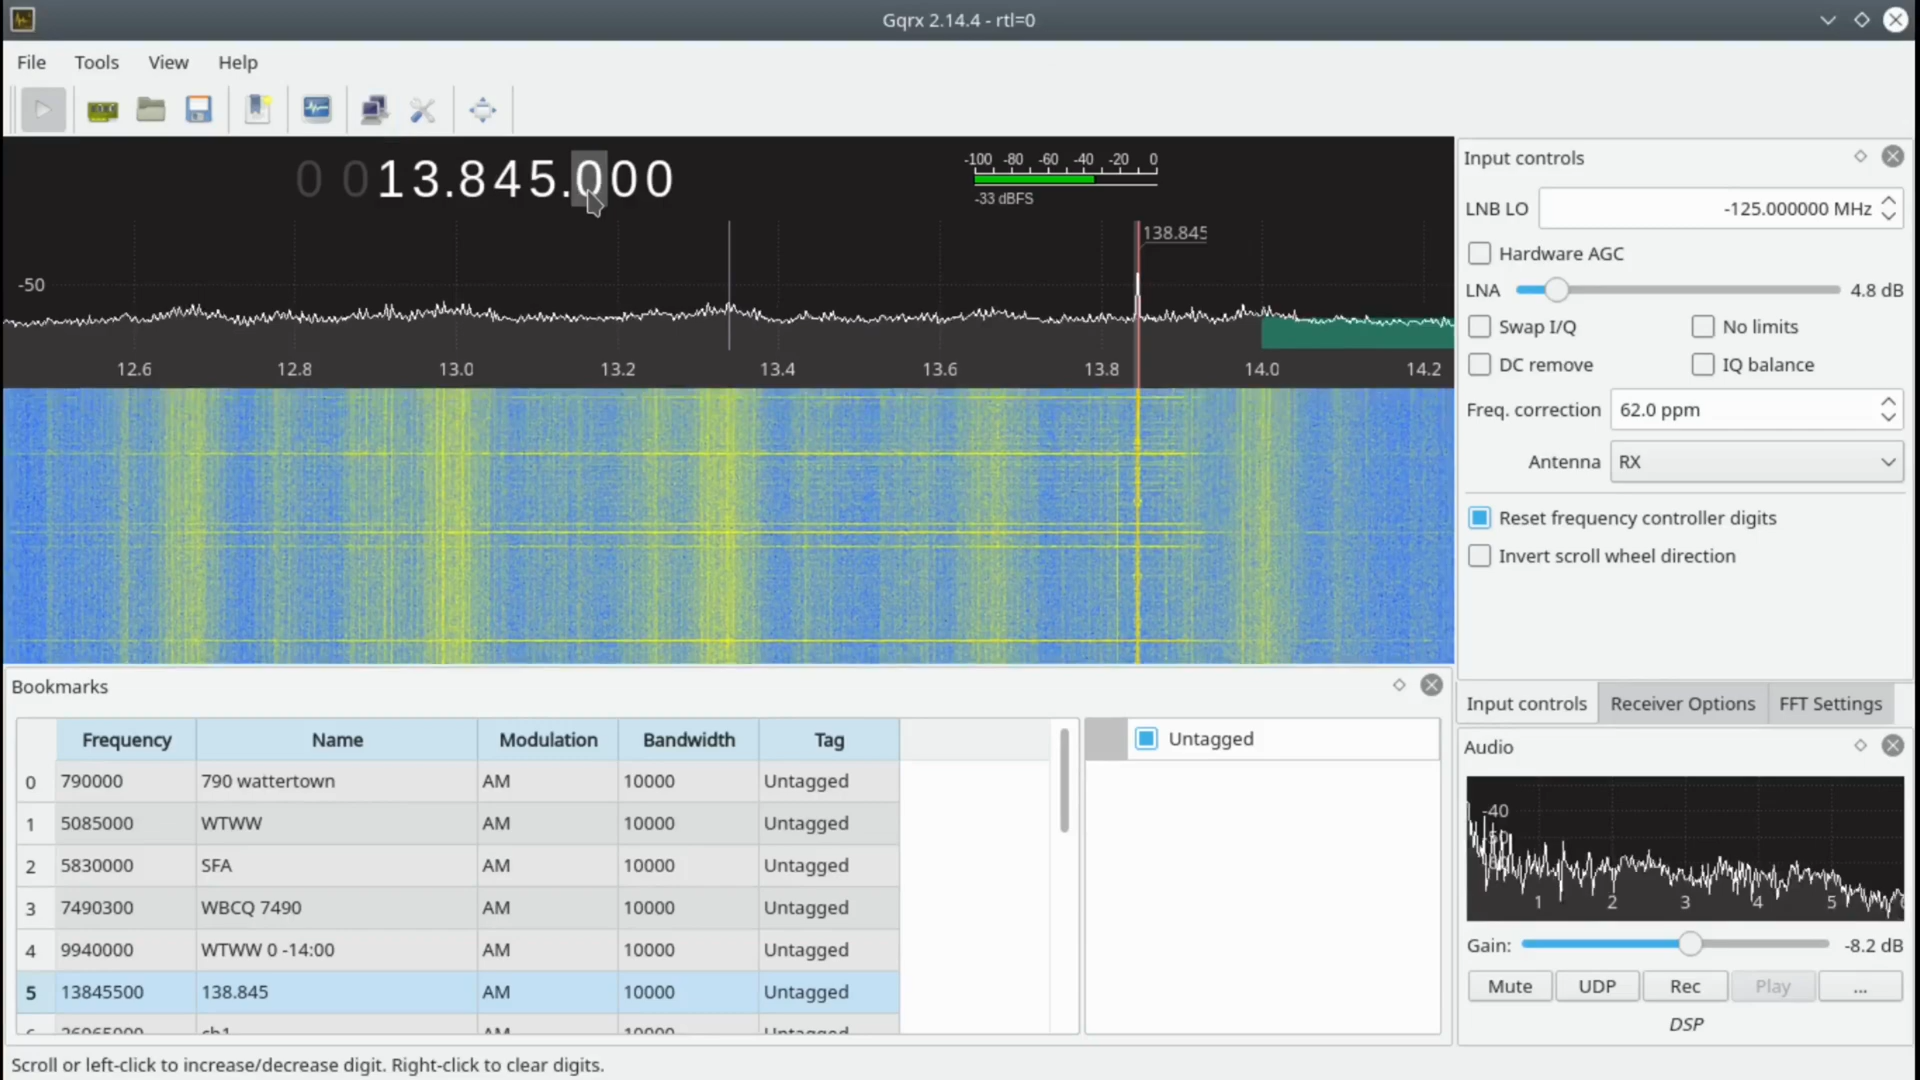 Gqrx 2.14.4 - rtl=0
File Tools View Help
0 013.845.000
-100 -80 -60 -40 -20 0
-33 dBFS
138.845
-50
12.6 12.8 13.0 13.2 13.4 13.6 13.8 14.0 14.2
Input controls
LNB LO -125.000000 MHz
Hardware AGC
LNA 4.8 dB
Swap I/Q No limits
DC remove IQ balance
Freq. correction 62.0 ppm
Antenna RX
Reset frequency controller digits
Invert scroll wheel direction
Input controls Receiver Options FFT Settings
Bookmarks
Frequency Name Modulation Bandwidth Tag
0 790000 790 wattertown AM 10000 Untagged
1 5085000 WTWW AM 10000 Untagged
2 5830000 SFA AM 10000 Untagged
3 7490300 WBCQ 7490 AM 10000 Untagged
4 9940000 WTWW 0 -14:00 AM 10000 Untagged
5 13845500 138.845 AM 10000 Untagged
ch1 AM 10000 Untagged
Untagged
Audio
-40
1 2 3 4 5
Gain: -8.2 dB
Mute UDP Rec Play ...
DSP
Scroll or left-click to increase/decrease digit. Right-click to clear digits.